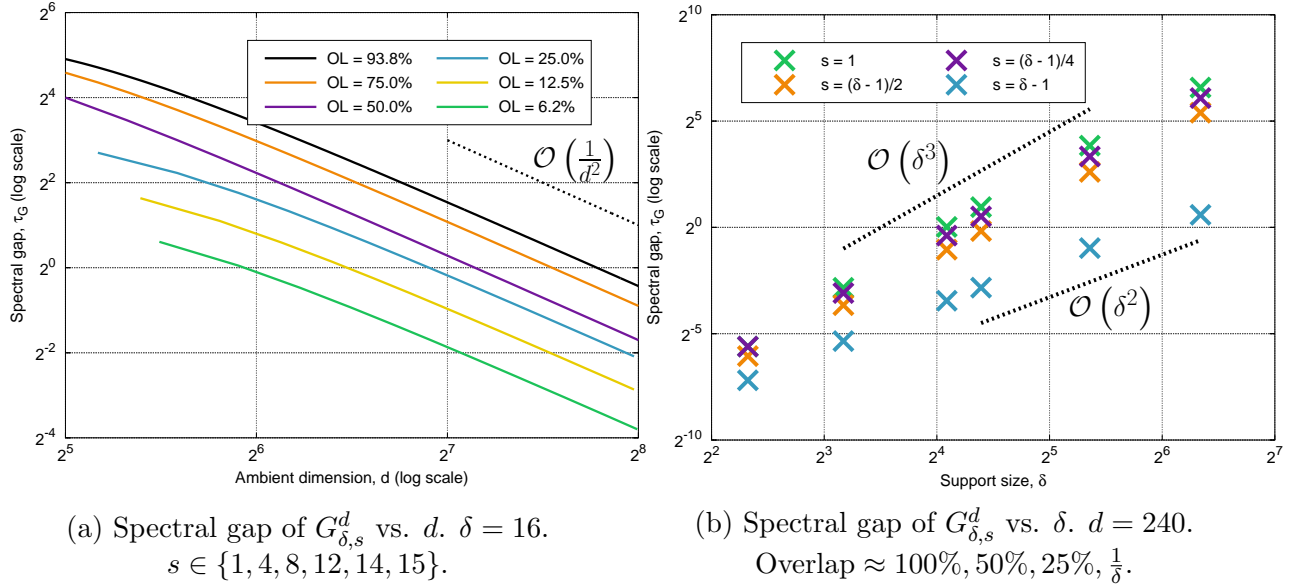 2^6
2^4
2^2
2^0
2^-2
2^-4
Spectral gap, τ_G (log scale)
OL = 93.8%
OL = 75.0%
OL = 50.0%
OL = 25.0%
OL = 12.5%
OL = 6.2%
O(1/d^2)
2^5
2^6
2^7
2^8
Ambient dimension, d (log scale)
(a) Spectral gap of G^d_{δ,s} vs. d. δ = 16.
s ∈ {1, 4, 8, 12, 14, 15}.
2^10
2^5
2^0
2^-5
2^-10
Spectral gap, τ_G (log scale)
s = 1
s = (δ - 1)/2
s = (δ - 1)/4
s = δ - 1
O(δ^3)
O(δ^2)
2^2
2^3
2^4
2^5
2^6
2^7
Support size, δ
(b) Spectral gap of G^d_{δ,s} vs. δ. d = 240.
Overlap ≈ 100%, 50%, 25%, 1/δ.